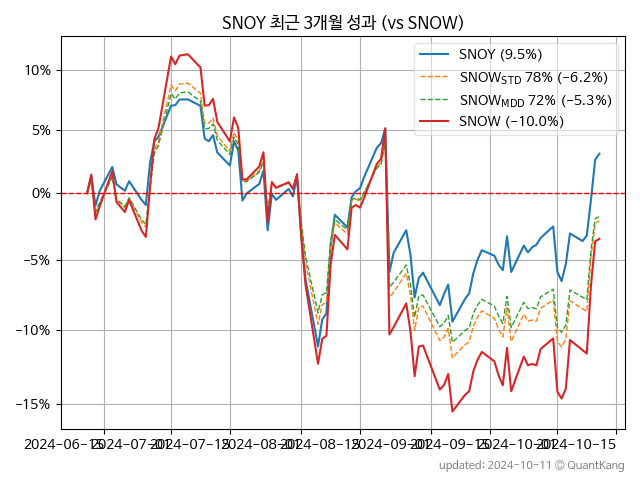 SNOY 최근 3개월 성과 (vs SNOW)
SNOY (9.5%)
SNOW_STD 78% (−6.2%)
SNOW_MDD 72% (−5.3%)
SNOW (−10.0%)
10%
5%
0%
−5%
−10%
−15%
2024-06-15 2024-07-01 2024-07-15 2024-08-01 2024-08-15 2024-09-01 2024-09-15 2024-10-01 2024-10-15
updated: 2024-10-11 © QuantKang